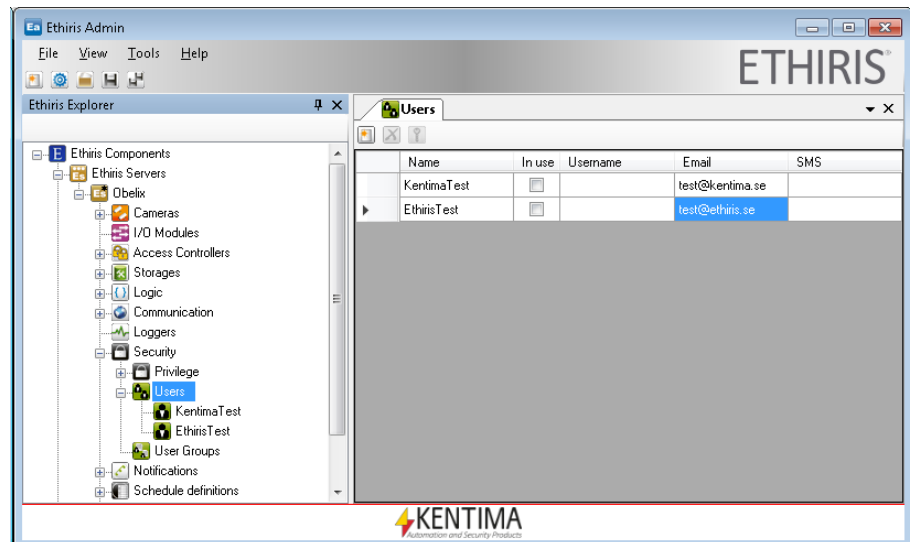 Ea Ethiris Admin
File View Tools Help
ETHIRIS®
Ethiris Explorer
Users
E Ethiris Components
Ethiris Servers
Obelix
Cameras
I/O Modules
Access Controllers
Storages
Logic
Communication
Loggers
Security
Privilege
Users
KentimaTest
EthirisTest
User Groups
Notifications
Schedule definitions
Name In use Username Email SMS
KentimaTest test@kentima.se
EthirisTest test@ethiris.se
KENTIMA
Automation and Security Products